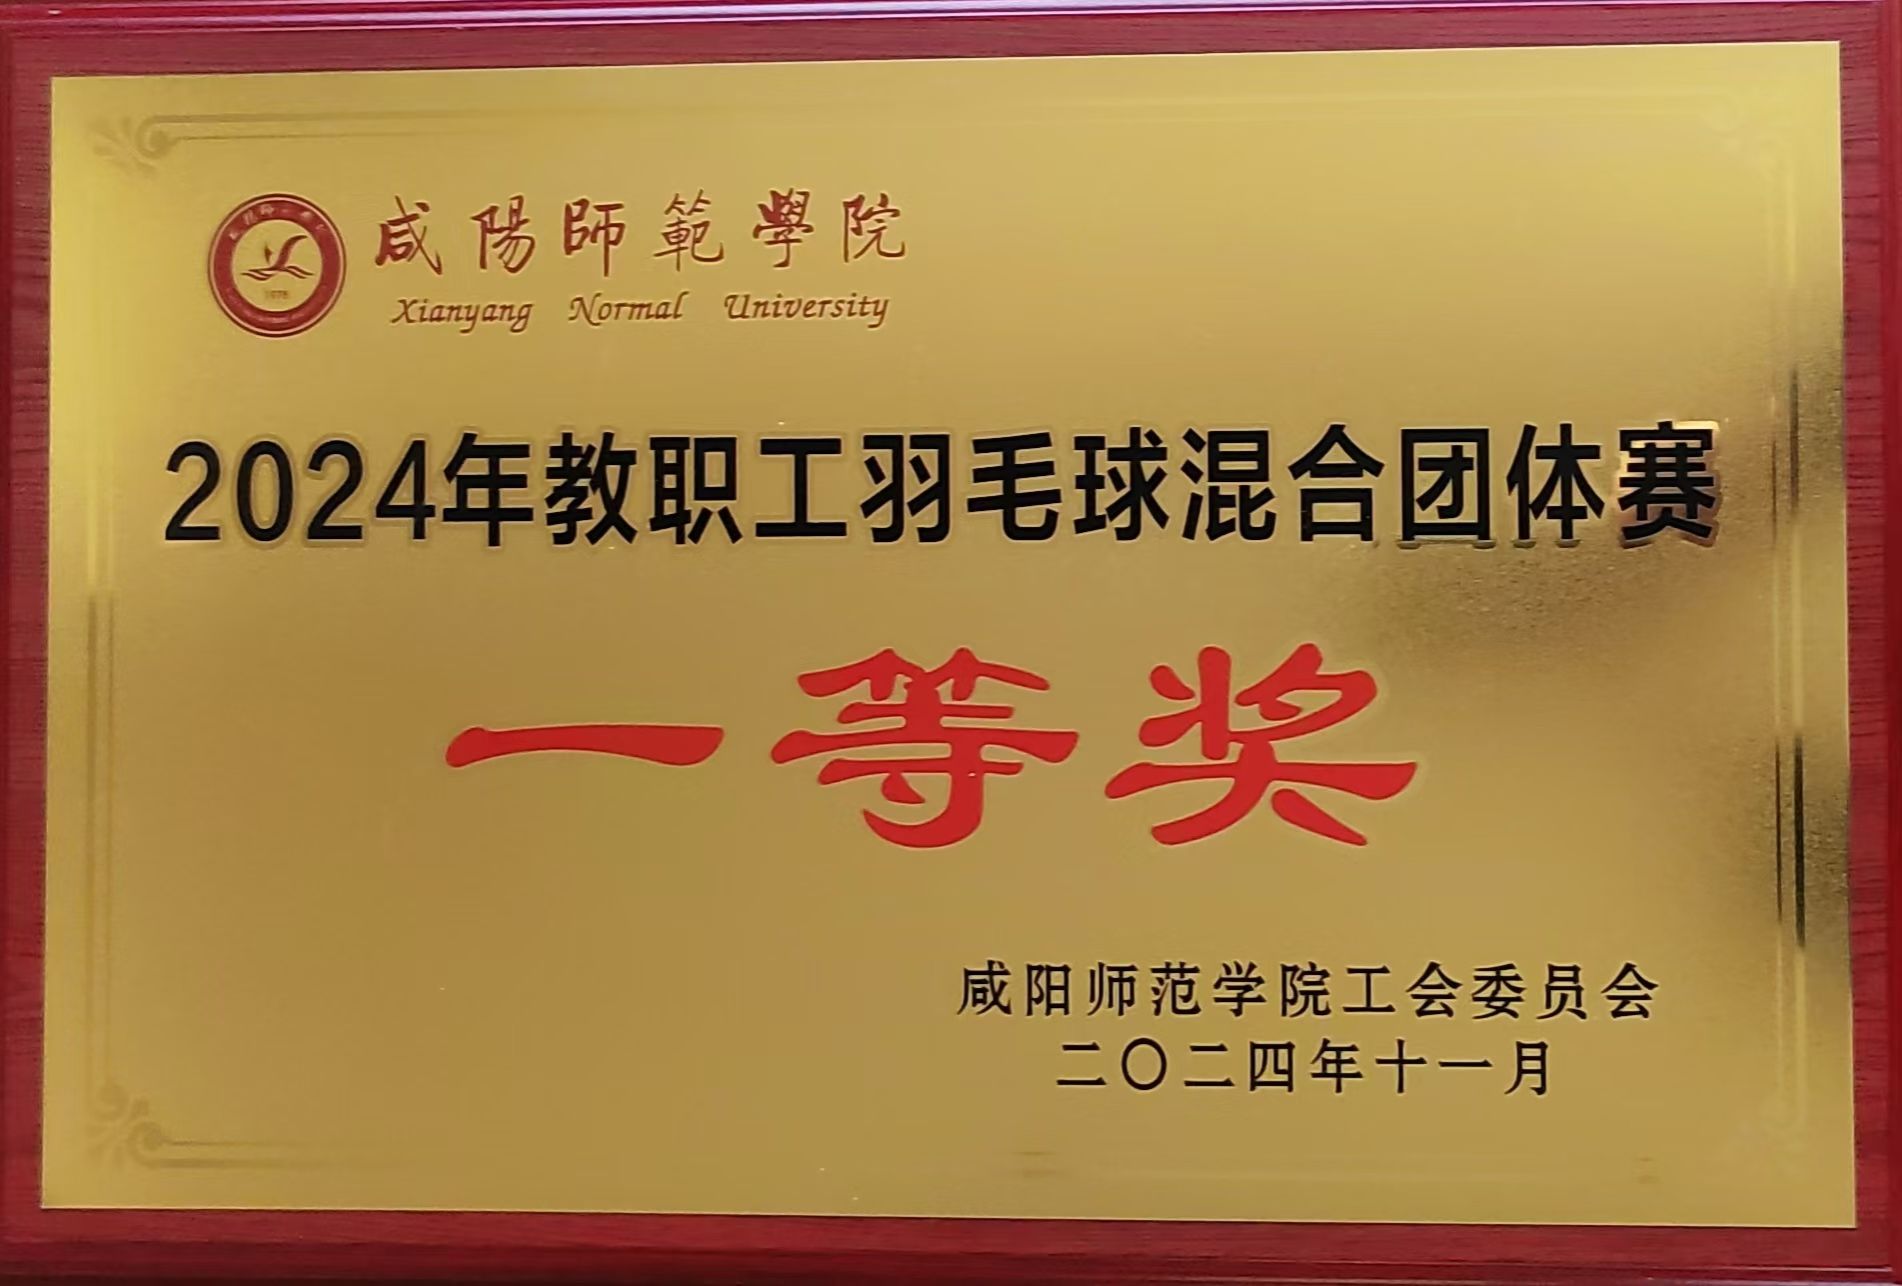 咸陽師範學院
Xianyang Normal University
2024年教职工羽毛球混合团体赛
一等奖
咸阳师范学院工会委员会
二〇二四年十一月